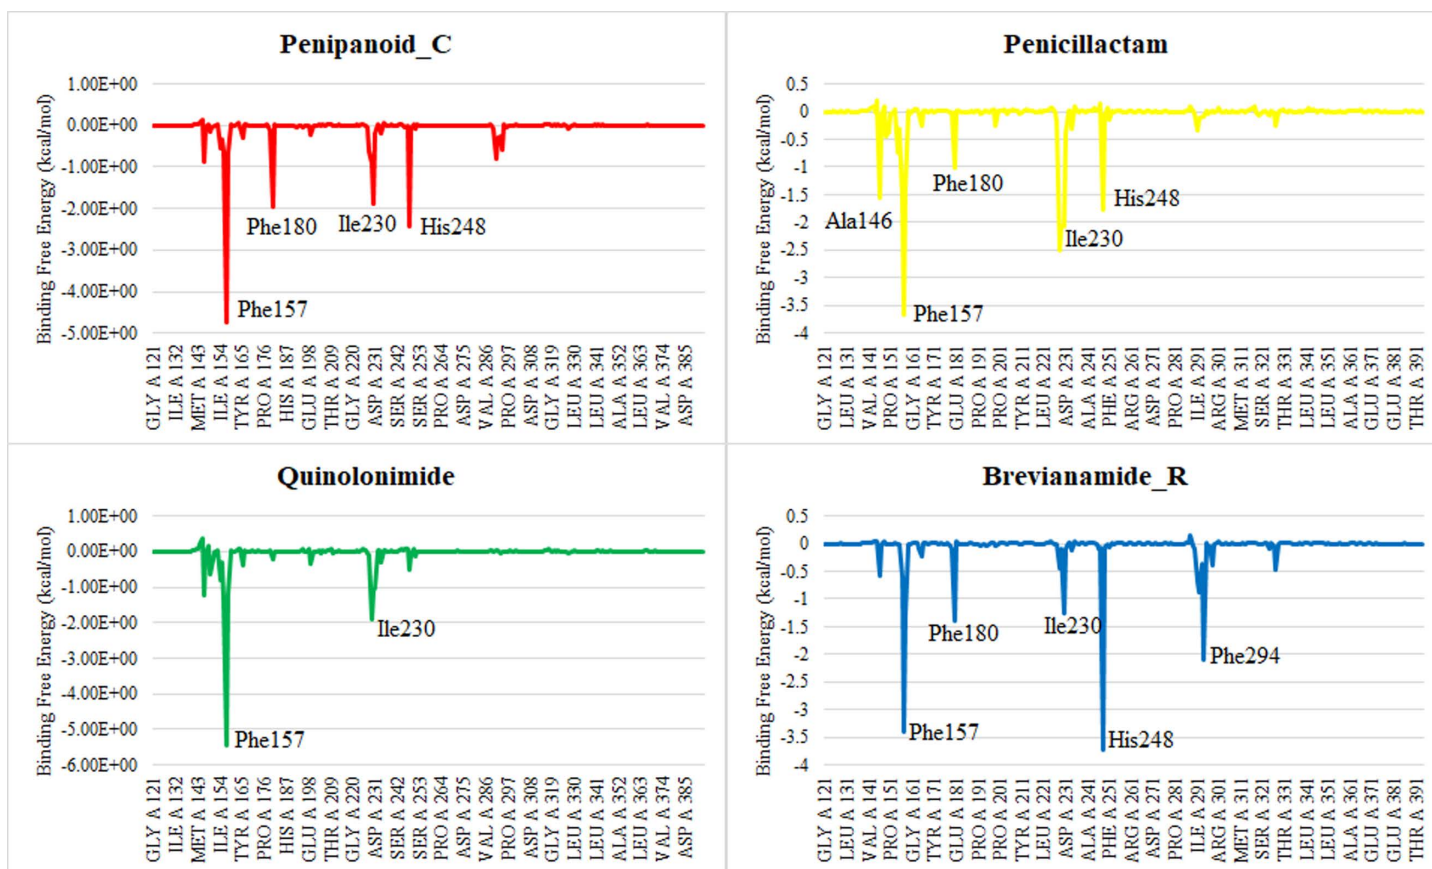 Penipanoid_C
Binding Free Energy (kcal/mol)
1.00E+00
0.00E+00
-1.00E+00
-2.00E+00
-3.00E+00
-4.00E+00
-5.00E+00
Phe157
Phe180
Ile230
His248
GLY A 121
ILE A 132
MET A 143
ILE A 154
TYR A 165
PRO A 176
HIS A 187
GLU A 198
THR A 209
GLY A 220
ASP A 231
SER A 242
SER A 253
PRO A 264
ASP A 275
VAL A 286
PRO A 297
ASP A 308
GLY A 319
LEU A 330
LEU A 341
ALA A 352
LEU A 363
VAL A 374
ASP A 385
Penicillactam
Binding Free Energy (kcal/mol)
0.5
0
-0.5
-1
-1.5
-2
-2.5
-3
-3.5
-4
Ala146
Phe157
Phe180
Ile230
His248
GLY A 121
LEU A 131
VAL A 141
PRO A 151
GLY A 161
TYR A 171
GLU A 181
PRO A 191
PRO A 201
TYR A 211
LEU A 221
ASP A 231
ALA A 241
PHE A 251
ARG A 261
ASP A 271
PRO A 281
ILE A 291
ARG A 301
MET A 311
SER A 321
THR A 331
LEU A 341
LEU A 351
ALA A 361
GLU A 371
GLU A 381
THR A 391
Quinolonimide
Binding Free Energy (kcal/mol)
1.00E+00
0.00E+00
-1.00E+00
-2.00E+00
-3.00E+00
-4.00E+00
-5.00E+00
-6.00E+00
Phe157
Ile230
GLY A 121
ILE A 132
MET A 143
ILE A 154
TYR A 165
PRO A 176
HIS A 187
GLU A 198
THR A 209
GLY A 220
ASP A 231
SER A 242
SER A 253
PRO A 264
ASP A 275
VAL A 286
PRO A 297
ASP A 308
GLY A 319
LEU A 330
LEU A 341
ALA A 352
LEU A 363
VAL A 374
ASP A 385
Brevianamide_R
Binding Free Energy (kcal/mol)
0.5
0
-0.5
-1
-1.5
-2
-2.5
-3
-3.5
-4
Phe157
Phe180
Ile230
His248
Phe294
GLY A 121
LEU A 131
VAL A 141
PRO A 151
GLY A 161
TYR A 171
GLU A 181
PRO A 191
PRO A 201
TYR A 211
LEU A 221
ASP A 231
ALA A 241
PHE A 251
ARG A 261
ASP A 271
PRO A 281
ILE A 291
ARG A 301
MET A 311
SER A 321
THR A 331
LEU A 341
LEU A 351
ALA A 361
GLU A 371
GLU A 381
THR A 391